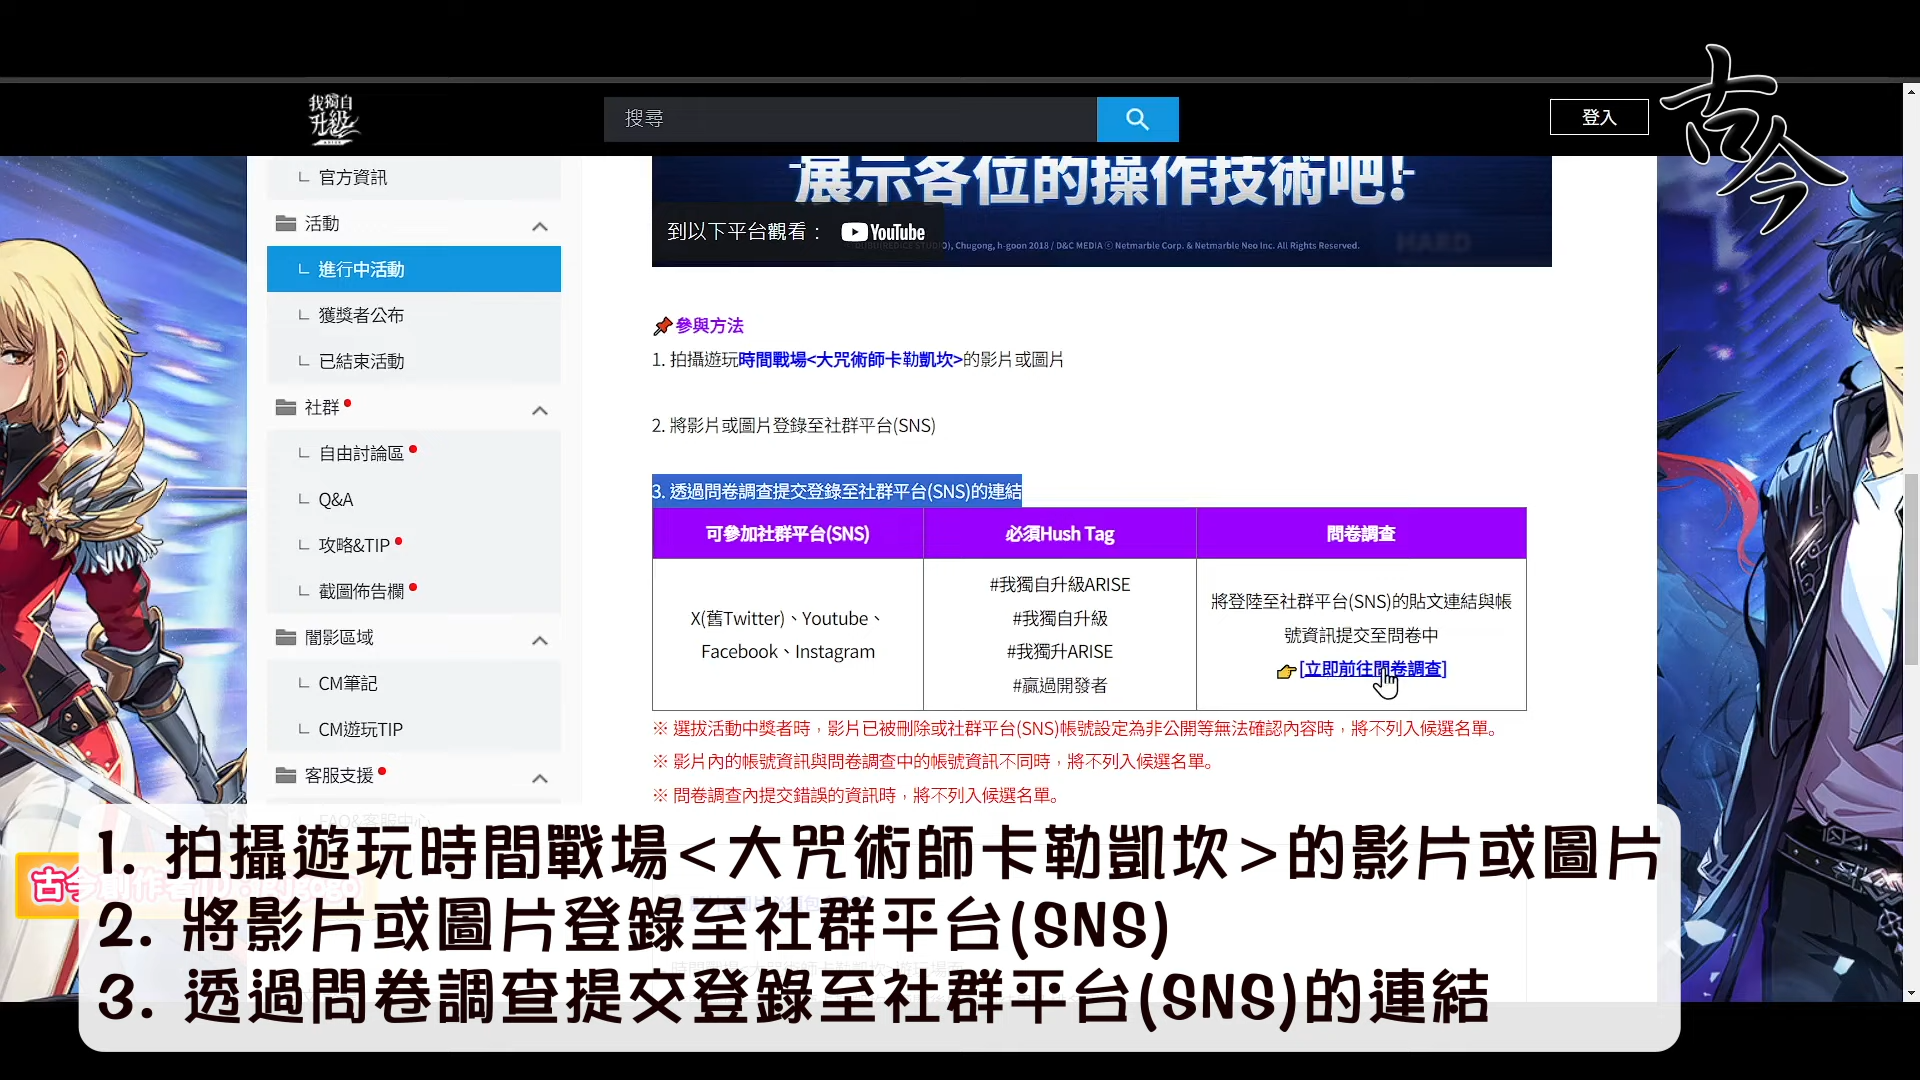 古今
我獨自
升級
ARISE
搜尋
登入
官方資訊
活動
進行中活動
獲獎者公布
已結束活動
社群
自由討論區
Q&A
攻略&TIP
截圖佈告欄
闇影區域
CM筆記
CM遊玩TIP
客服支援
FAQ&客服中心
展示各位的操作技術吧!
到以下平台觀看：
YouTube
), Chugong, h-goon 2018 / D&C MEDIA ⓒ Netmarble Corp. & Netmarble Neo Inc. All Rights Reserved.
HARD
📌參與方法
1. 拍攝遊玩時間戰場<大咒術師卡勒凱坎>的影片或圖片
2. 將影片或圖片登錄至社群平台(SNS)
3. 透過問卷調查提交登錄至社群平台(SNS)的連結
可參加社群平台(SNS)
必須Hush Tag
問卷調查
X(舊Twitter)、Youtube、
Facebook、Instagram
#我獨自升級ARISE
#我獨自升級
#我獨升ARISE
#贏過開發者
將登陸至社群平台(SNS)的貼文連結與帳
號資訊提交至問卷中
👉[立即前往問卷調查]
※ 選拔活動中獎者時，影片已被刪除或社群平台(SNS)帳號設定為非公開等無法確認內容時，將不列入候選名單。
※ 影片內的帳號資訊與問卷調查中的帳號資訊不同時，將不列入候選名單。
※ 問卷調查內提交錯誤的資訊時，將不列入候選名單。
古今創作者
1. 拍攝遊玩時間戰場<大咒術師卡勒凱坎>的影片或圖片
2. 將影片或圖片登錄至社群平台(SNS)
3. 透過問卷調查提交登錄至社群平台(SNS)的連結